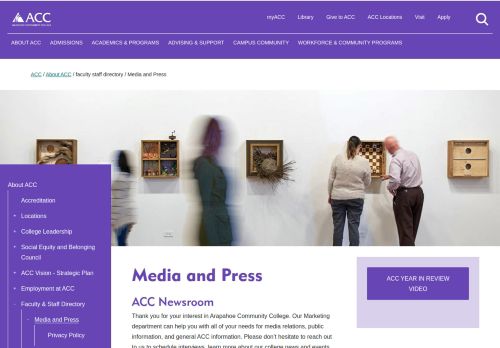 myACC Library Give to ACC ACC Locations Visit Apply
ACC
ABOUT ACC ADMISSIONS ACADEMICS & PROGRAMS ADVISING & SUPPORT CAMPUS COMMUNITY WORKFORCE & COMMUNITY PROGRAMS
ACC / About ACC / faculty staff directory / Media and Press
About ACC
Accreditation
+ Locations
+ College Leadership
+ Social Equity and Belonging
Council
+ ACC Vision - Strategic Plan
+ Employment at ACC
- Faculty & Staff Directory
- Media and Press
Privacy Policy
Media and Press
ACC Newsroom
Thank you for your interest in Arapahoe Community College. Our Marketing
department can help you with all of your needs for media relations, public
information, and general ACC information. Please don't hesitate to reach out
to us to schedule interviews, learn more about our college news and events
ACC YEAR IN REVIEW
VIDEO